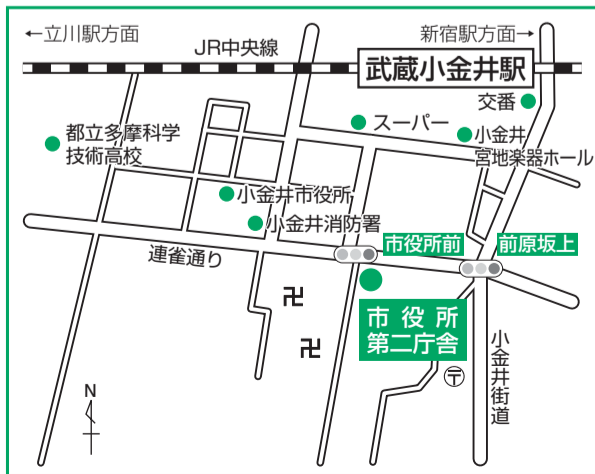 ←立川駅方面
新宿駅方面→
JR中央線
武蔵小金井駅
交番
スーパー
都立多摩科学
技術高校
小金井
宮地楽器ホール
小金井市役所
小金井消防署
連雀通り
市役所前
前原坂上
市役所
第二庁舎
卍
卍
〒
小金井街道
N